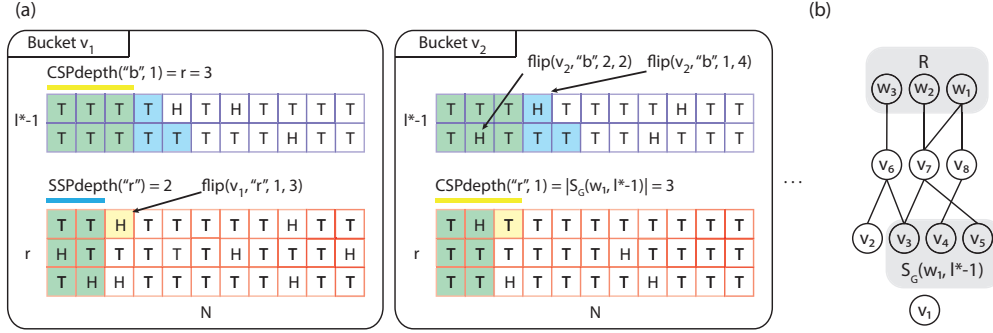 (a)
Bucket v1
CSPdepth("b", 1) = r = 3
l*-1
T T T T H T H T T T T
T T T T T T T T H T T
SSPdepth("r") = 2
flip(v1, "r", 1, 3)
r
T T H T T T T T H T T
H T T T T T H T T T H
T H H T T T T T H T T
N
Bucket v2
flip(v2, "b", 2, 2)
flip(v2, "b", 1, 4)
l*-1
T T T H T T T T H T T
T H T T T T T H T T T
CSPdepth("r", 1) = |SG(w1, l*-1)| = 3
r
T H T T T T T T T T T
T T T T T T H T T T T
T T H T T T T T H T T
N
...
(b)
R
w3 w2 w1
v6 v7 v8
v2 v3 v4 v5
SG(w1, l*-1)
v1